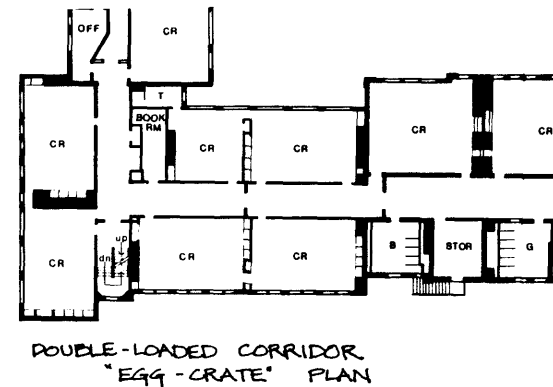 OFF
CR
T
BOOK
RM
CR
CR
CR
CR
CR
up
dn
CR
CR
CR
B
STOR
G
DOUBLE-LOADED CORRIDOR
"EGG-CRATE" PLAN